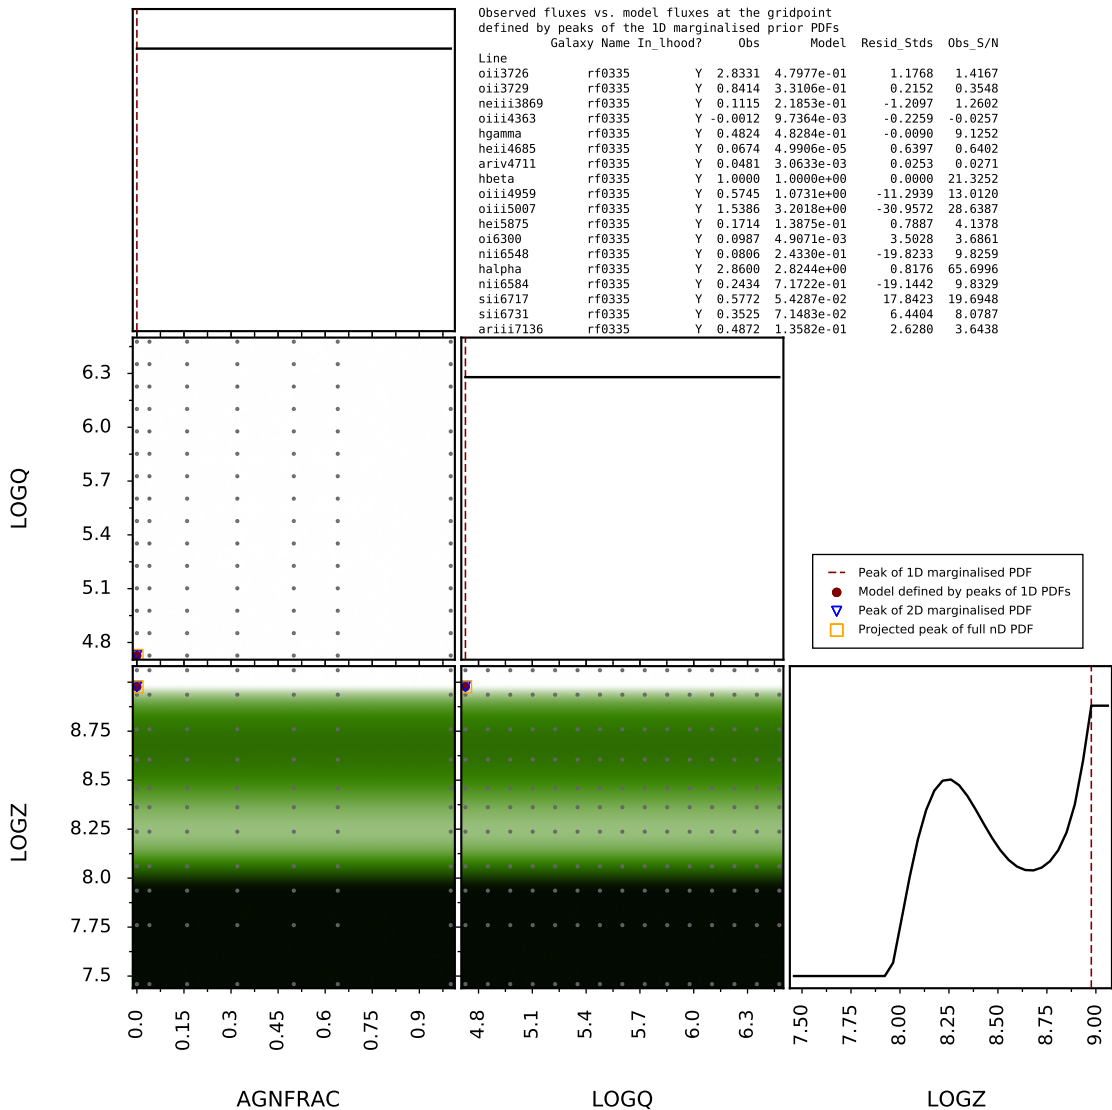 Observed fluxes vs. model fluxes at the gridpoint
defined by peaks of the 1D marginalised prior PDFs
Galaxy Name In_lhood? Obs Model Resid_Stds Obs_S/N
Line
oii3726 rf0335 Y 2.8331 4.7977e-01 1.1768 1.4167
oii3729 rf0335 Y 0.8414 3.3106e-01 0.2152 0.3548
neiii3869 rf0335 Y 0.1115 2.1853e-01 -1.2097 1.2602
oiii4363 rf0335 Y -0.0012 9.7364e-03 -0.2259 -0.0257
hgamma rf0335 Y 0.4824 4.8284e-01 -0.0090 9.1252
heii4685 rf0335 Y 0.0674 4.9906e-05 0.6397 0.6402
ariv4711 rf0335 Y 0.0481 3.0633e-03 0.0253 0.0271
hbeta rf0335 Y 1.0000 1.0000e+00 0.0000 21.3252
oiii4959 rf0335 Y 0.5745 1.0731e+00 -11.2939 13.0120
oiii5007 rf0335 Y 1.5386 3.2018e+00 -30.9572 28.6387
hei5875 rf0335 Y 0.1714 1.3875e-01 0.7887 4.1378
oi6300 rf0335 Y 0.0987 4.9071e-03 3.5028 3.6861
nii6548 rf0335 Y 0.0806 2.4330e-01 -19.8233 9.8259
halpha rf0335 Y 2.8600 2.8244e+00 0.8176 65.6996
nii6584 rf0335 Y 0.2434 7.1722e-01 -19.1442 9.8329
sii6717 rf0335 Y 0.5772 5.4287e-02 17.8423 19.6948
sii6731 rf0335 Y 0.3525 7.1483e-02 6.4404 8.0787
ariii7136 rf0335 Y 0.4872 1.3582e-01 2.6280 3.6438
6.3
6.0
5.7
5.4
5.1
4.8
LOGQ
Peak of 1D marginalised PDF
Model defined by peaks of 1D PDFs
Peak of 2D marginalised PDF
Projected peak of full nD PDF
8.75
8.5
8.25
8.0
7.75
7.5
LOGZ
0.0 0.15 0.3 0.45 0.6 0.75 0.9
4.8 5.1 5.4 5.7 6.0 6.3
7.50 7.75 8.00 8.25 8.50 8.75 9.00
AGNFRAC LOGQ LOGZ